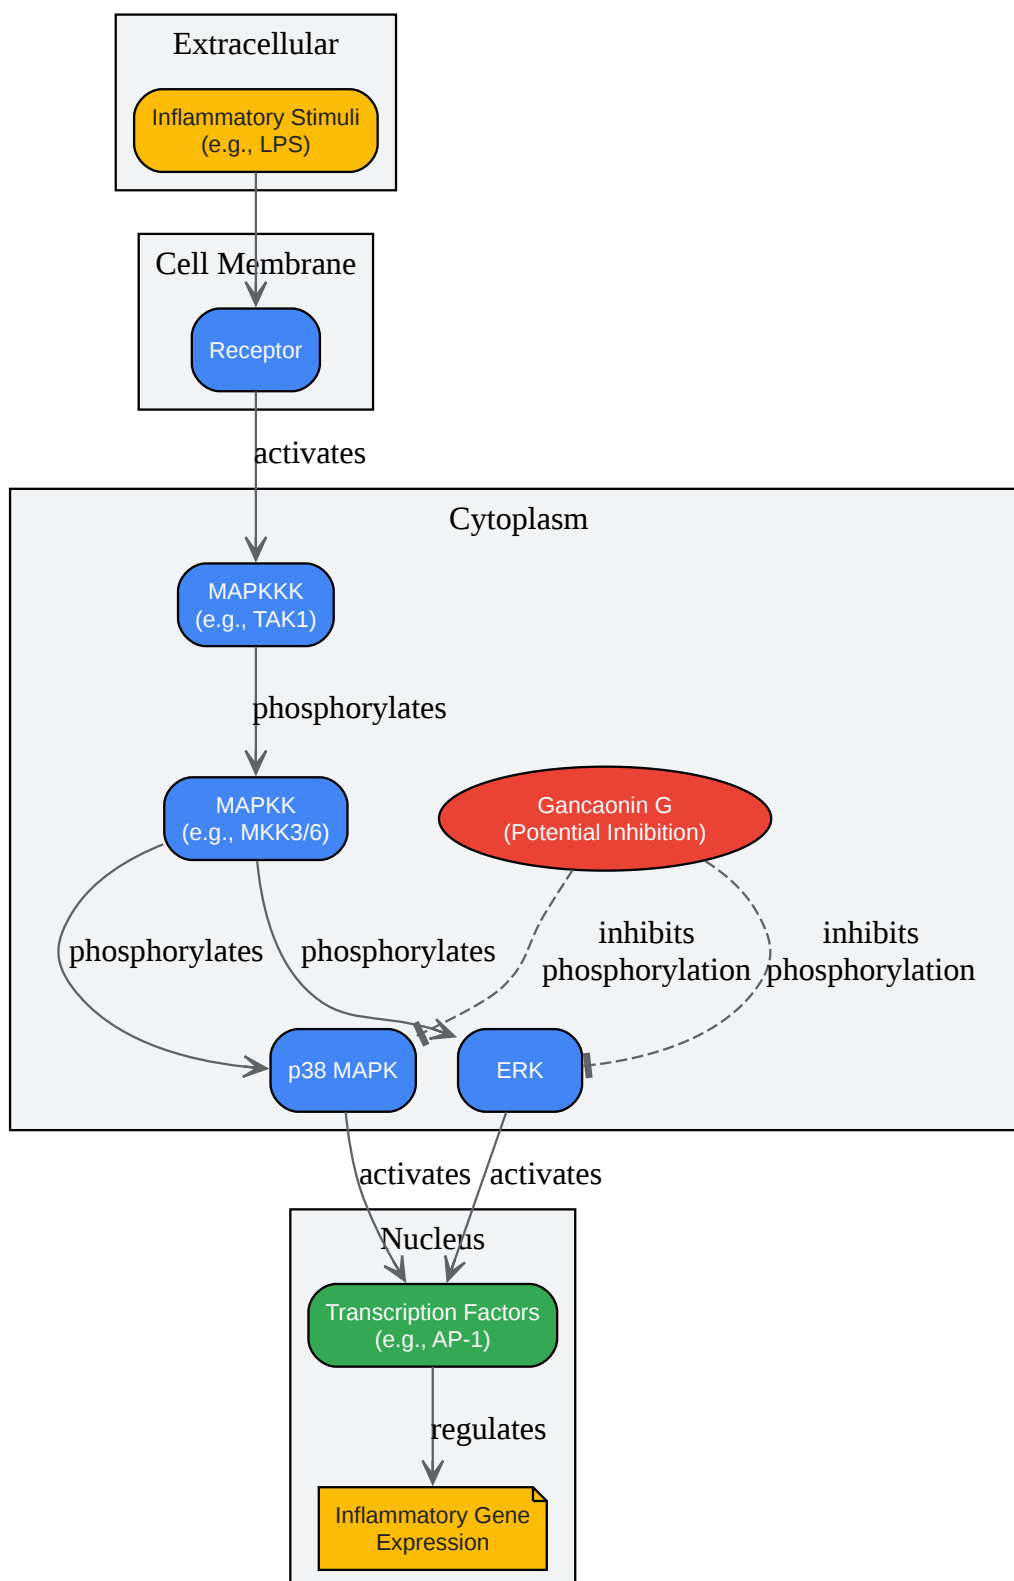 Extracellular
Inflammatory Stimuli
(e.g., LPS)
Cell Membrane
Receptor
activates
Cytoplasm
MAPKKK
(e.g., TAK1)
phosphorylates
MAPKK
(e.g., MKK3/6)
Gancaonin G
(Potential Inhibition)
phosphorylates
phosphorylates
inhibits
phosphorylation
inhibits
phosphorylation
p38 MAPK
ERK
activates
activates
Nucleus
Transcription Factors
(e.g., AP-1)
regulates
Inflammatory Gene
Expression